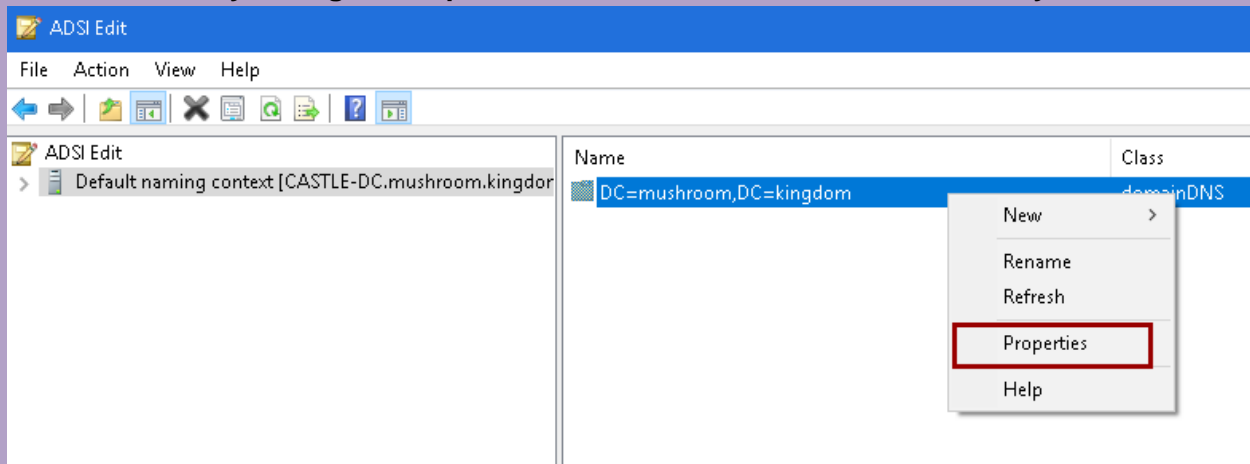 ADSI Edit
File Action View Help
ADSI Edit
Default naming context [CASTLE-DC.mushroom.kingdor
Name Class
DC=mushroom,DC=kingdom domainDNS
New
Rename
Refresh
Properties
Help